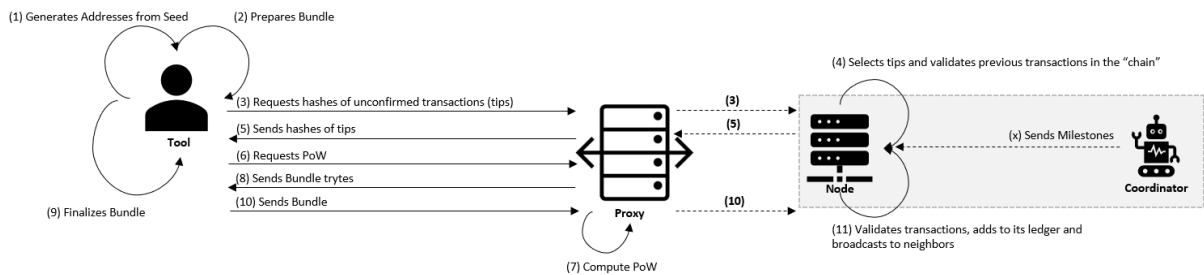 (1) Generates Addresses from Seed
(2) Prepares Bundle
(4) Selects tips and validates previous transactions in the “chain”
(3) Requests hashes of unconfirmed transactions (tips)
(3)
(5) Sends hashes of tips
(5)
(x) Sends Milestones
Tool
(6) Requests PoW
(8) Sends Bundle trytes
Node
Coordinator
(9) Finalizes Bundle
(10) Sends Bundle
Proxy
(10)
(11) Validates transactions, adds to its ledger and
broadcasts to neighbors
(7) Compute PoW